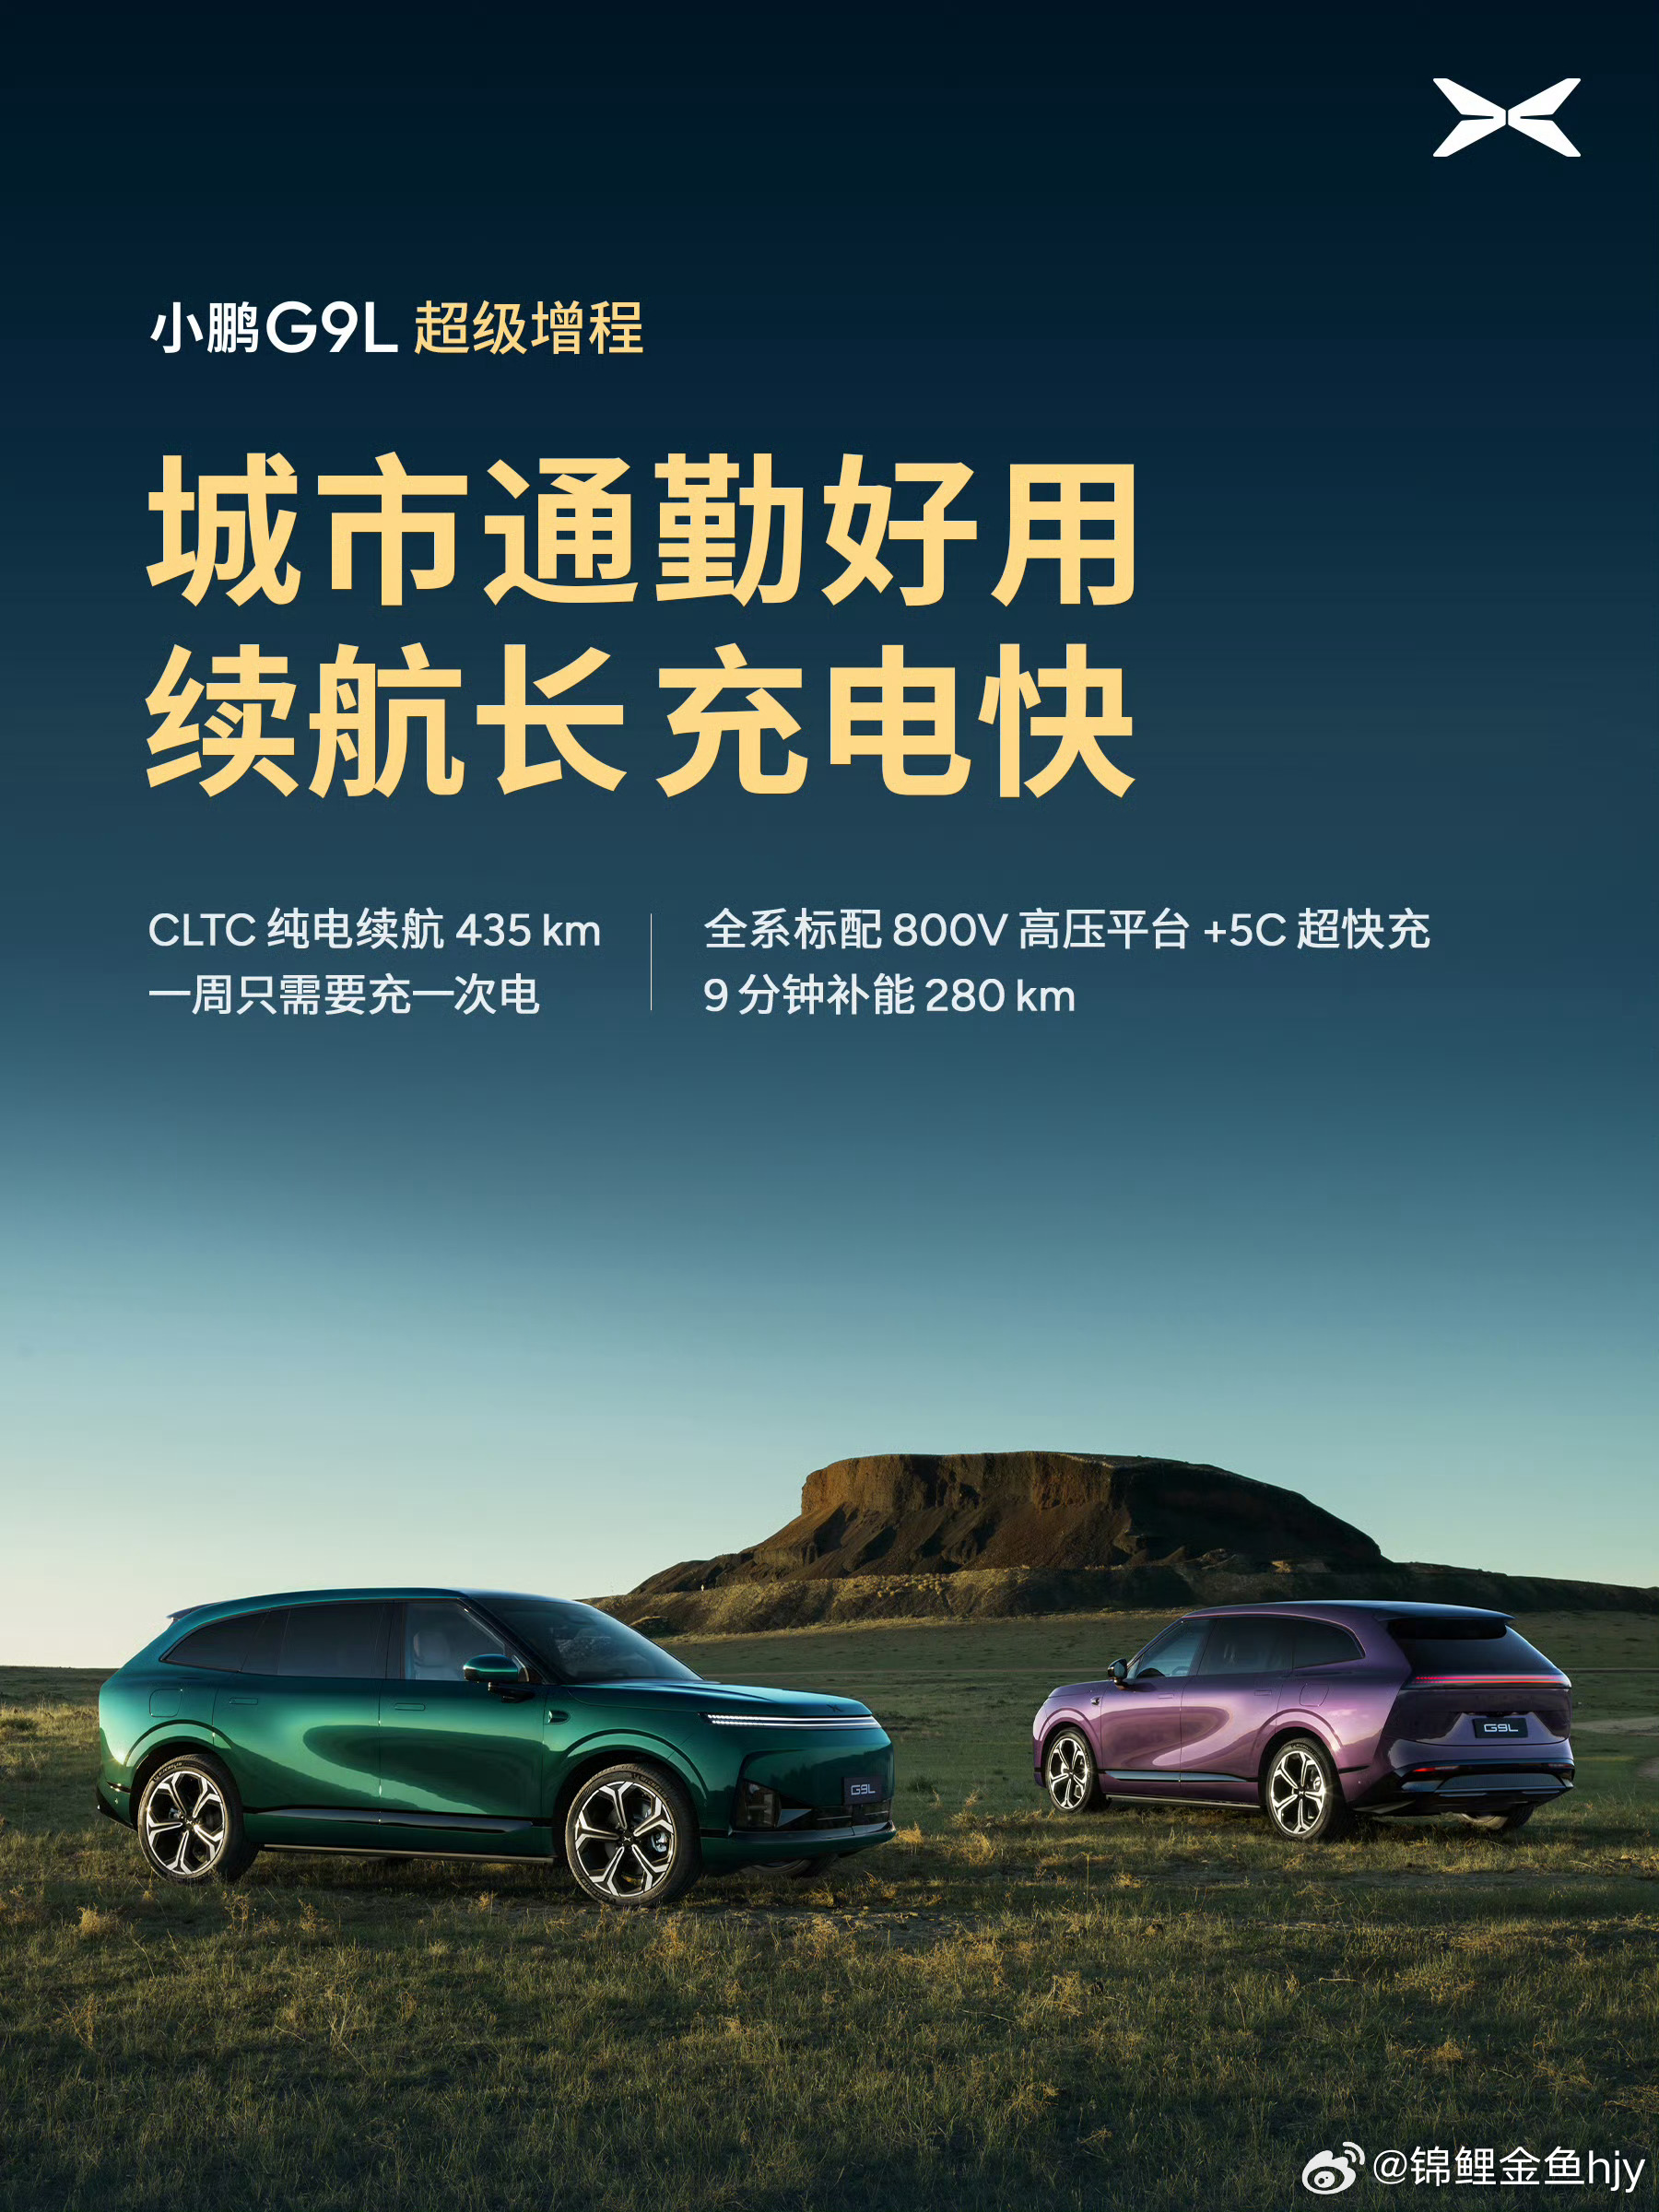 小鹏G9L 超级增程
城市通勤好用
续航长 充电快
CLTC 纯电续航 435 km
一周只需要充一次电
全系标配 800V 高压平台 +5C 超快充
9 分钟补能 280 km
G9L
G9L
@锦鲤金鱼hjy